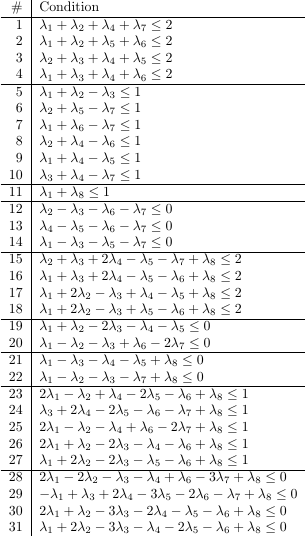 # Condition
1 λ₁ + λ₂ + λ₄ + λ₇ ≤ 2
2 λ₁ + λ₂ + λ₅ + λ₆ ≤ 2
3 λ₂ + λ₃ + λ₄ + λ₅ ≤ 2
4 λ₁ + λ₃ + λ₄ + λ₆ ≤ 2
5 λ₁ + λ₂ − λ₃ ≤ 1
6 λ₂ + λ₅ − λ₇ ≤ 1
7 λ₁ + λ₆ − λ₇ ≤ 1
8 λ₂ + λ₄ − λ₆ ≤ 1
9 λ₁ + λ₄ − λ₅ ≤ 1
10 λ₃ + λ₄ − λ₇ ≤ 1
11 λ₁ + λ₈ ≤ 1
12 λ₂ − λ₃ − λ₆ − λ₇ ≤ 0
13 λ₄ − λ₅ − λ₆ − λ₇ ≤ 0
14 λ₁ − λ₃ − λ₅ − λ₇ ≤ 0
15 λ₂ + λ₃ + 2λ₄ − λ₅ − λ₇ + λ₈ ≤ 2
16 λ₁ + λ₃ + 2λ₄ − λ₅ − λ₆ + λ₈ ≤ 2
17 λ₁ + 2λ₂ − λ₃ + λ₄ − λ₅ + λ₈ ≤ 2
18 λ₁ + 2λ₂ − λ₃ + λ₅ − λ₆ + λ₈ ≤ 2
19 λ₁ + λ₂ − 2λ₃ − λ₄ − λ₅ ≤ 0
20 λ₁ − λ₂ − λ₃ + λ₆ − 2λ₇ ≤ 0
21 λ₁ − λ₃ − λ₄ − λ₅ + λ₈ ≤ 0
22 λ₁ − λ₂ − λ₃ − λ₇ + λ₈ ≤ 0
23 2λ₁ − λ₂ + λ₄ − 2λ₅ − λ₆ + λ₈ ≤ 1
24 λ₃ + 2λ₄ − 2λ₅ − λ₆ − λ₇ + λ₈ ≤ 1
25 2λ₁ − λ₂ − λ₄ + λ₆ − 2λ₇ + λ₈ ≤ 1
26 2λ₁ + λ₂ − 2λ₃ − λ₄ − λ₆ + λ₈ ≤ 1
27 λ₁ + 2λ₂ − 2λ₃ − λ₅ − λ₆ + λ₈ ≤ 1
28 2λ₁ − 2λ₂ − λ₃ − λ₄ + λ₆ − 3λ₇ + λ₈ ≤ 0
29 −λ₁ + λ₃ + 2λ₄ − 3λ₅ − 2λ₆ − λ₇ + λ₈ ≤ 0
30 2λ₁ + λ₂ − 3λ₃ − 2λ₄ − λ₅ − λ₆ + λ₈ ≤ 0
31 λ₁ + 2λ₂ − 3λ₃ − λ₄ − 2λ₅ − λ₆ + λ₈ ≤ 0